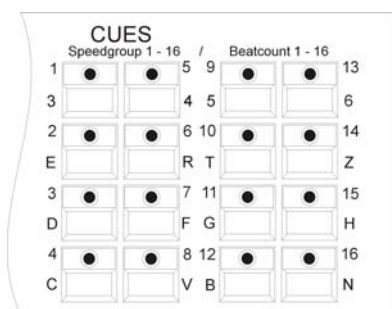 CUES
Speedgroup 1 - 16 / Beatcount 1 - 16
1 5 9 13
3 4 5 6
2 6 10 14
E R T Z
3 7 11 15
D F G H
4 8 12 16
C V B N